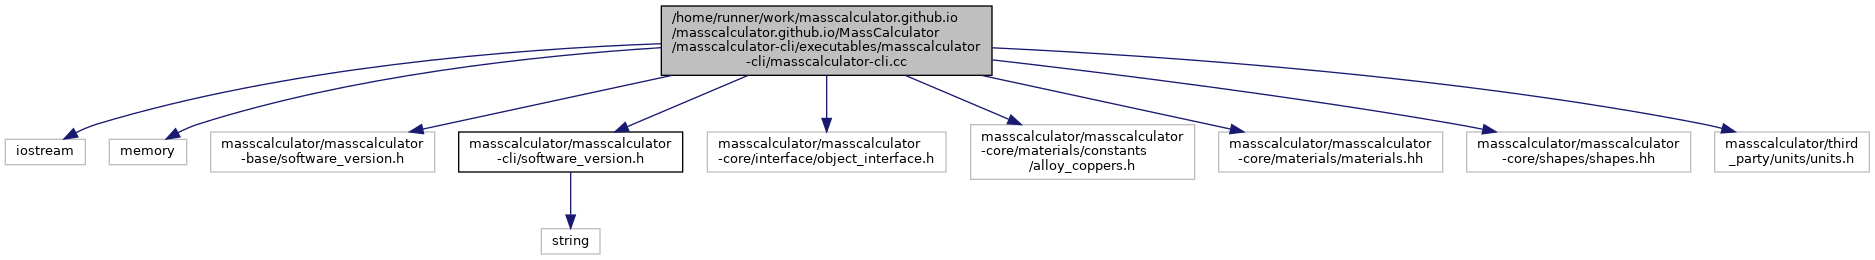 /home/runner/work/masscalculator.github.io
/masscalculator.github.io/MassCalculator
/masscalculator-cli/executables/masscalculator
-cli/masscalculator-cli.cc
iostream
memory
masscalculator/masscalculator
-base/software_version.h
masscalculator/masscalculator
-cli/software_version.h
masscalculator/masscalculator
-core/interface/object_interface.h
masscalculator/masscalculator
-core/materials/constants
/alloy_coppers.h
masscalculator/masscalculator
-core/materials/materials.hh
masscalculator/masscalculator
-core/shapes/shapes.hh
masscalculator/third
_party/units/units.h
string